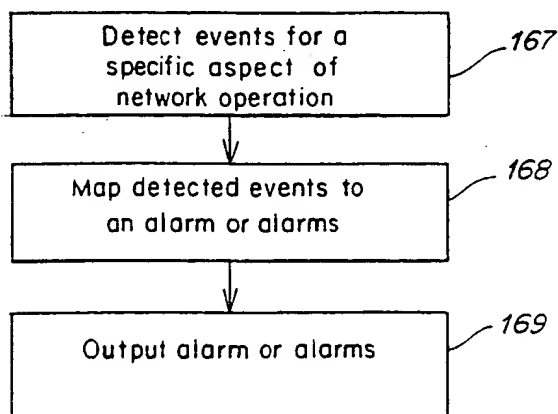 Detect events for a
specific aspect of
network operation
167
Map detected events to
an alarm or alarms
168
Output alarm or alarms
169